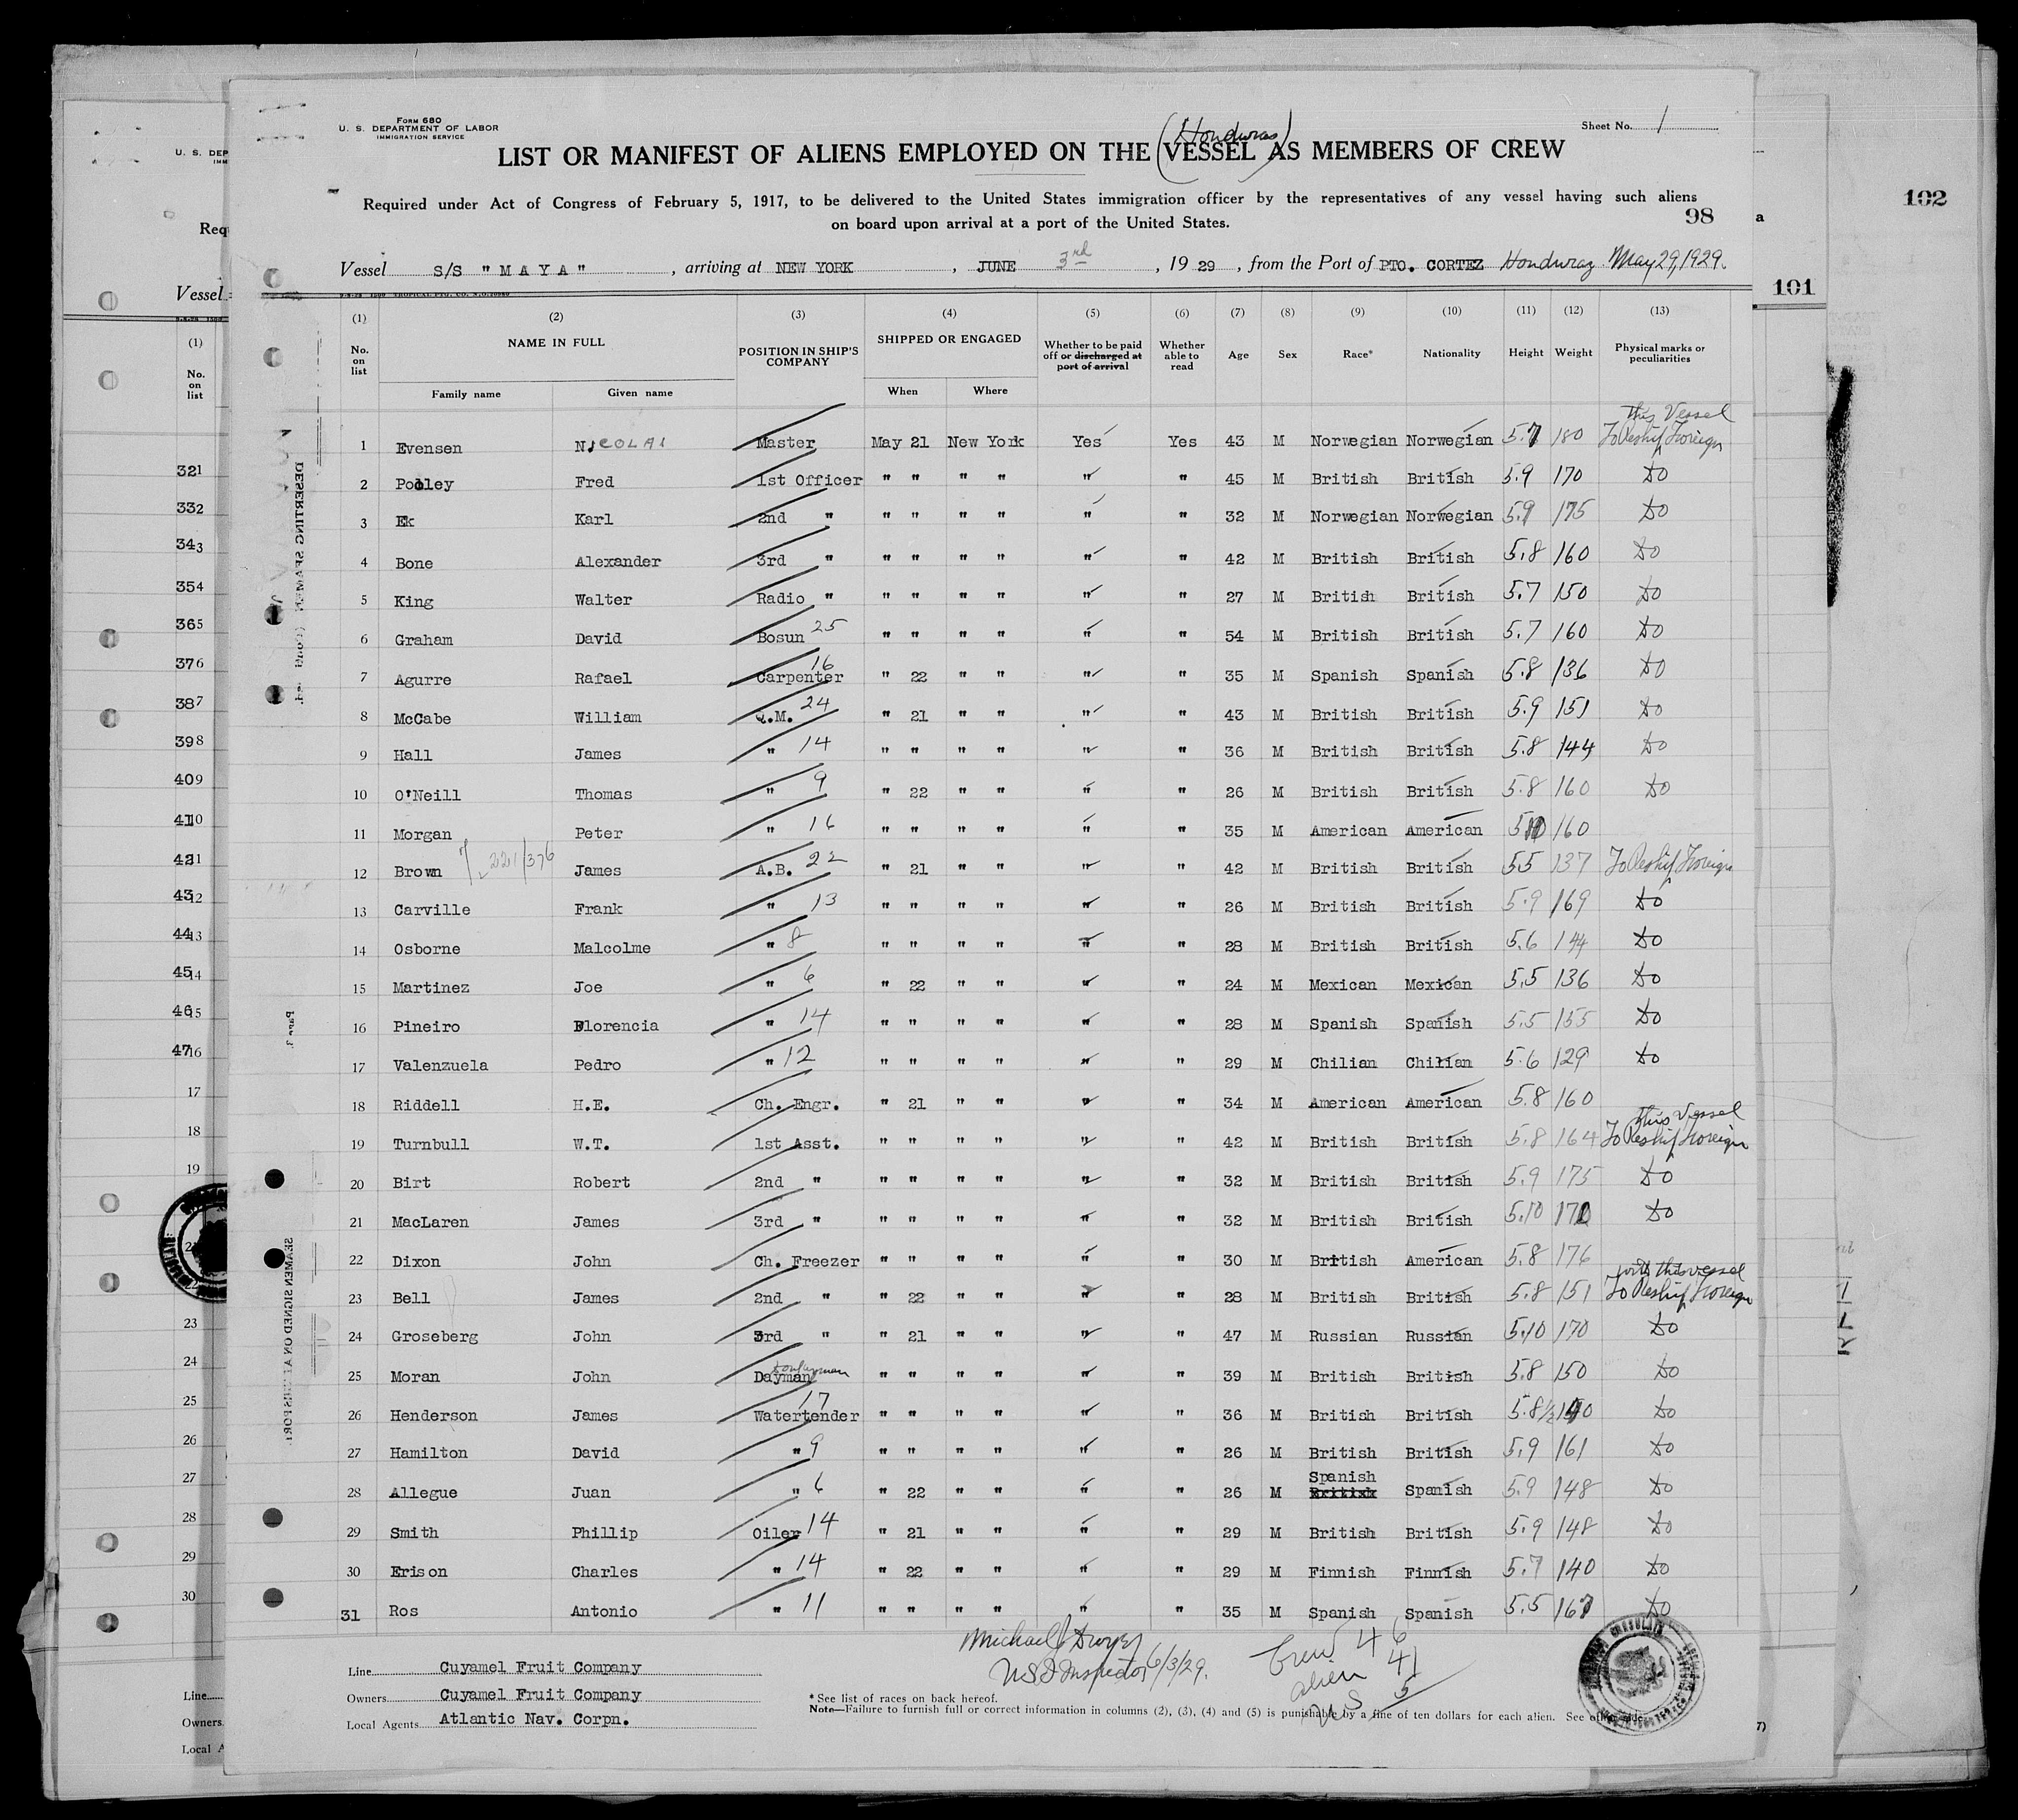 Form 680
U. S. DEPARTMENT OF LABOR
IMMIGRATION SERVICE
Sheet No. 1
(Honduras)
LIST OR MANIFEST OF ALIENS EMPLOYED ON THE VESSEL AS MEMBERS OF CREW
Required under Act of Congress of February 5, 1917, to be delivered to the United States immigration officer by the representatives of any vessel having such aliens
on board upon arrival at a port of the United States.
98
102
101
Vessel S/S "MAYA" , arriving at NEW YORK , JUNE 3rd , 19 29 , from the Port of PTO. CORTEZ Honduraz May 29, 1929.
(1) (2) (3) (4) (5) (6) (7) (8) (9) (10) (11) (12) (13)
No. on list NAME IN FULL POSITION IN SHIP'S COMPANY SHIPPED OR ENGAGED Whether to be paid off or discharged at port of arrival Whether able to read Age Sex Race* Nationality Height Weight Physical marks or peculiarities
Family name Given name When Where
this Vessel
1 Evensen NICOLAI Master May 21 New York Yes Yes 43 M Norwegian Norwegian 5.7 180 To Reship Foreign
2 Polley Fred 1st Officer " " " " " " 45 M British British 5.9 170 Do
3 Ek Karl 2nd " " " " " " " 32 M Norwegian Norwegian 5.9 175 Do
4 Bone Alexander 3rd " " " " " " " 42 M British British 5.8 160 Do
5 King Walter Radio " " " " " " " 27 M British British 5.7 150 Do
6 Graham David Bosun 25 " " " " " " 54 M British British 5.7 160 Do
7 Agurre Rafael Carpenter 16 " 22 " " " " 35 M Spanish Spanish 5.8 136 Do
8 McCabe William Q.M. 24 " 21 " " " " 43 M British British 5.9 151 Do
9 Hall James " 14 " " " " " " 36 M British British 5.8 144 Do
10 O'Neill Thomas " 9 " 22 " " " " 26 M British British 5.8 160 Do
11 Morgan Peter " 16 " " " " " " 35 M American American 5.10 160
12 Brown 221/376 James A.B. 22 " 21 " " " " 42 M British British 5.5 137 To Reship Foreign
13 Carville Frank " 13 " " " " " " 26 M British British 5.9 169 Do
14 Osborne Malcolme " 8 " " " " " " 28 M British British 5.6 144 Do
15 Martinez Joe " 6 " 22 " " " " 24 M Mexican Mexican 5.5 136 Do
16 Pineiro Florencia " 14 " " " " " " 28 M Spanish Spanish 5.5 155 Do
17 Valenzuela Pedro " 12 " " " " " " 29 M Chilian Chilian 5.6 129 Do
18 Riddell H.E. Ch. Engr. " 21 " " " " 34 M American American 5.8 160
this Vessel
19 Turnbull W.T. 1st Asst. " " " " " " 42 M British British 5.8 164 To Reship Foreign
20 Birt Robert 2nd " " " " " " " 32 M British British 5.9 175 Do
21 MacLaren James 3rd " " " " " " " 32 M British British 5.10 171 Do
22 Dixon John Ch. Freezer " " " " " " 30 M British American 5.8 176
with this vessel
23 Bell James 2nd " " 22 " " " " 28 M British British 5.8 151 To Reship Foreign
24 Groseberg John 3rd " " 21 " " " " 47 M Russian Russian 5.10 170 Do
25 Moran John Dayman Donkeyman " " " " " " 39 M British British 5.8 150 Do
26 Henderson James Watertender 17 " " " " " " 36 M British British 5.8½ 140 Do
27 Hamilton David " 9 " " " " " " 26 M British British 5.9 161 Do
28 Allegue Juan " 6 " 22 " " " " 26 M Spanish British Spanish 5.9 148 Do
29 Smith Phillip Oiler 14 " 21 " " " " 29 M British British 5.9 148 Do
30 Erison Charles " 14 " 22 " " " " 29 M Finnish Finnish 5.7 140 Do
31 Ros Antonio " 11 " " " " " " 35 M Spanish Spanish 5.5 167 Do
Michael J Dwyer
US I Inspector 6/3/29.
Crew 46
alien 41
US 5
Line Cuyamel Fruit Company
Owners Cuyamel Fruit Company
Local Agents Atlantic Nav. Corpn.
* See list of races on back hereof.
Note—Failure to furnish full or correct information in columns (2), (3), (4) and (5) is punishable by a fine of ten dollars for each alien. See other side.